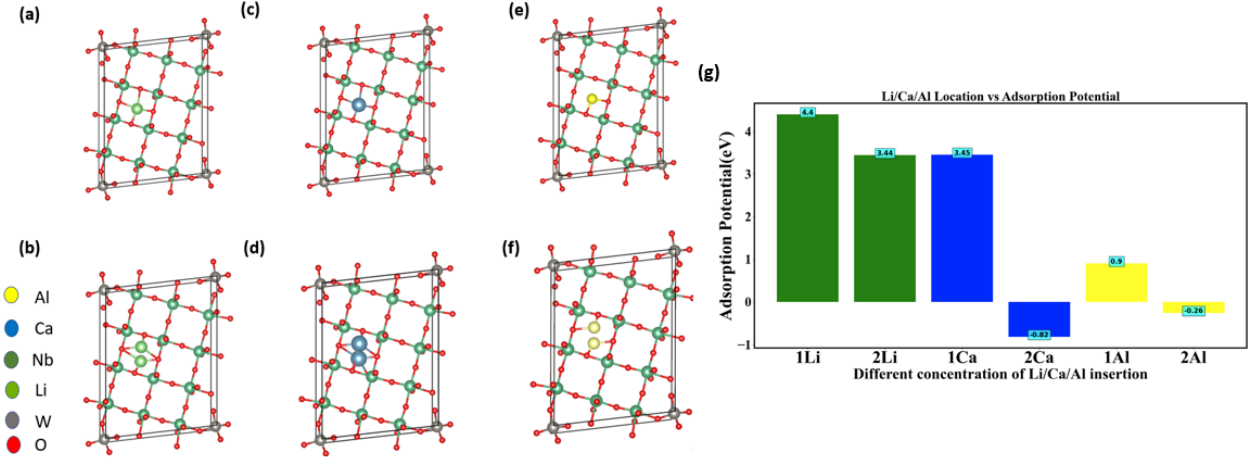 (a)
(c)
(e)
(b)
(d)
(f)
Al
Ca
Nb
Li
W
O
(g)
Li/Ca/Al Location vs Adsorption Potential
Adsorption Potential(eV)
4
3
2
1
0
−1
4.4
3.44
3.45
-0.82
0.9
-0.26
1Li 2Li 1Ca 2Ca 1Al 2Al
Different concentration of Li/Ca/Al insertion